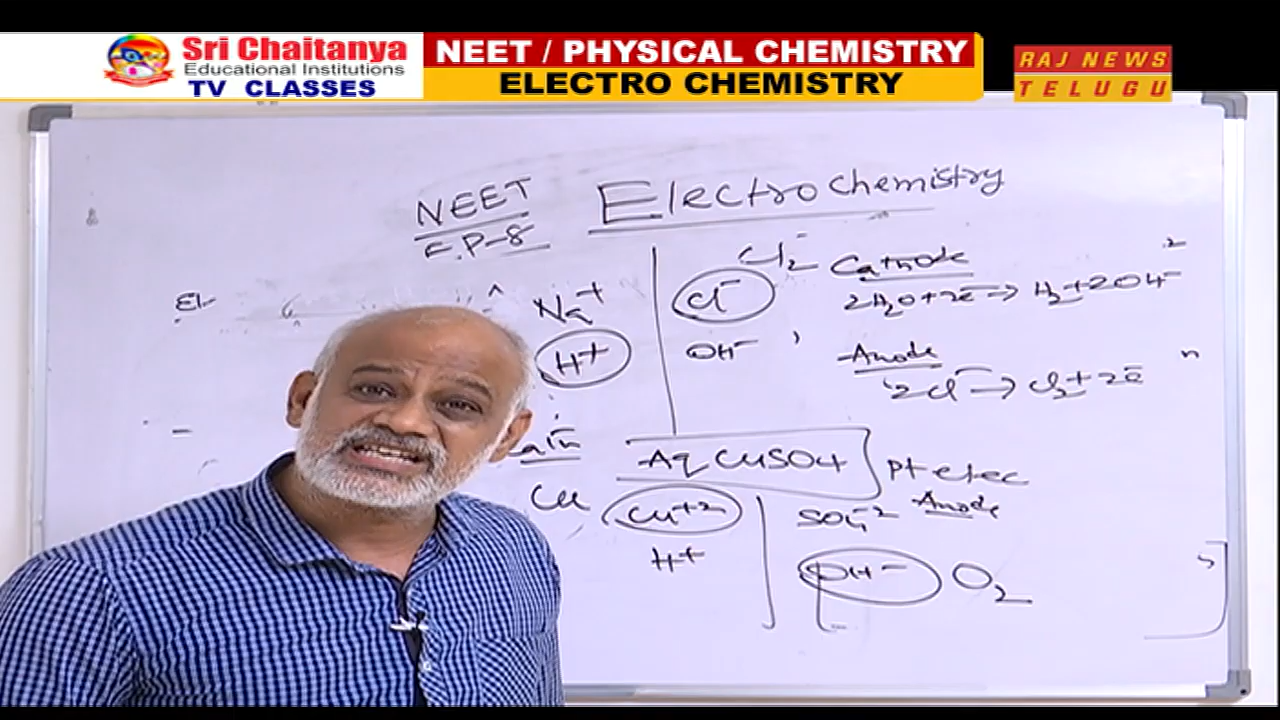 Sri Chaitanya
Educational Institutions
TV CLASSES
NEET / PHYSICAL CHEMISTRY
ELECTRO CHEMISTRY
RAJ NEWS
TELUGU
NEET Electrochemistry
E.P-8
Na+
H+
Cl-
OH-
Cl2
Cathode
2H2O+2e- → H2+2OH-
Anode
2Cl- → Cl2+2e-
Aq CuSO4 Pt elec
Cu Cu+2 SO4-2 Anode
H+ OH- O2